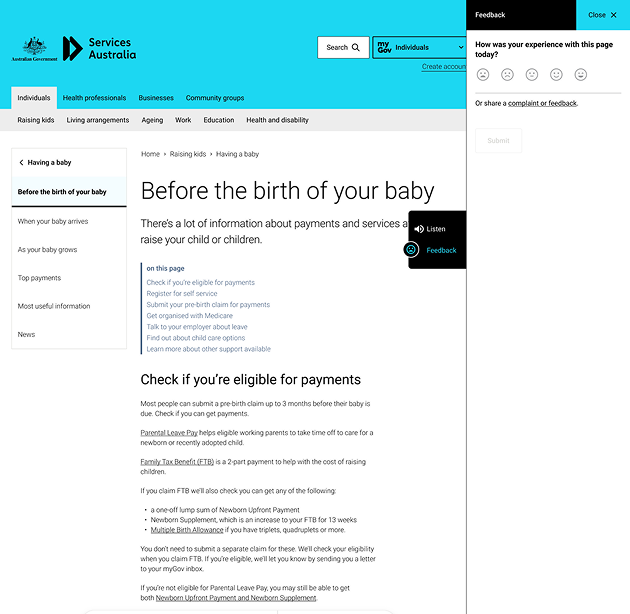 Feedback
Close
Australian Government
Services
Australia
Search
my
Gov
Individuals
Create accoun
How was your experience with this page
today?
Or share a complaint or feedback.
Submit
Individuals
Health professionals
Businesses
Community groups
Raising kids
Living arrangements
Ageing
Work
Education
Health and disability
Having a baby
Before the birth of your baby
When your baby arrives
As your baby grows
Top payments
Most useful information
News
Home › Raising kids › Having a baby
Before the birth of your baby
There's a lot of information about payments and services a
raise your child or children.
Listen
Feedback
on this page
Check if you're eligible for payments
Register for self service
Submit your pre-birth claim for payments
Get organised with Medicare
Talk to your employer about leave
Find out about child care options
Learn more about other support available
Check if you're eligible for payments
Most people can submit a pre-birth claim up to 3 months before their baby is
due. Check if you can get payments.
Parental Leave Pay helps eligible working parents to take time off to care for a
newborn or recently adopted child.
Family Tax Benefit (FTB) is a 2-part payment to help with the cost of raising
children.
If you claim FTB we'll also check you can get any of the following:
• a one-off lump sum of Newborn Upfront Payment
• Newborn Supplement, which is an increase to your FTB for 13 weeks
• Multiple Birth Allowance if you have triplets, quadruplets or more.
You don't need to submit a separate claim for these. We'll check your eligibility
when you claim FTB. If you're eligible, we'll let you know by sending you a letter
to your myGov inbox.
If you're not eligible for Parental Leave Pay, you may still be able to get
both Newborn Upfront Payment and Newborn Supplement.